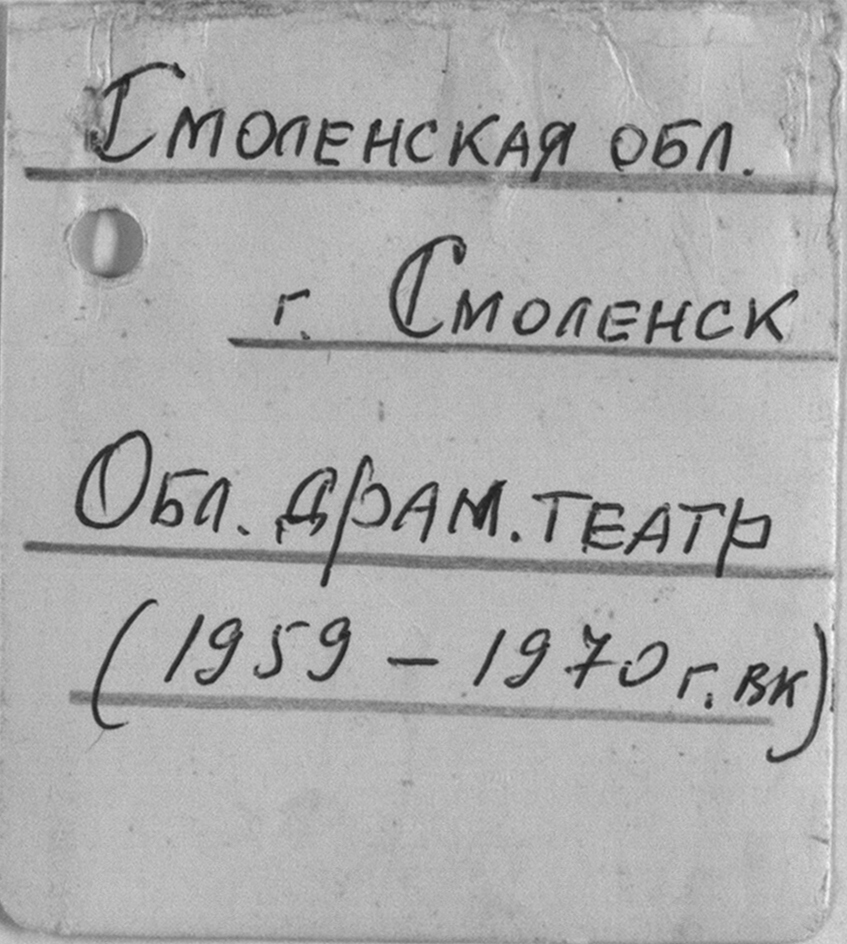 Смоленская обл.
г. Смоленск
Обл. драм. театр
(1959 – 1970 г. вк)